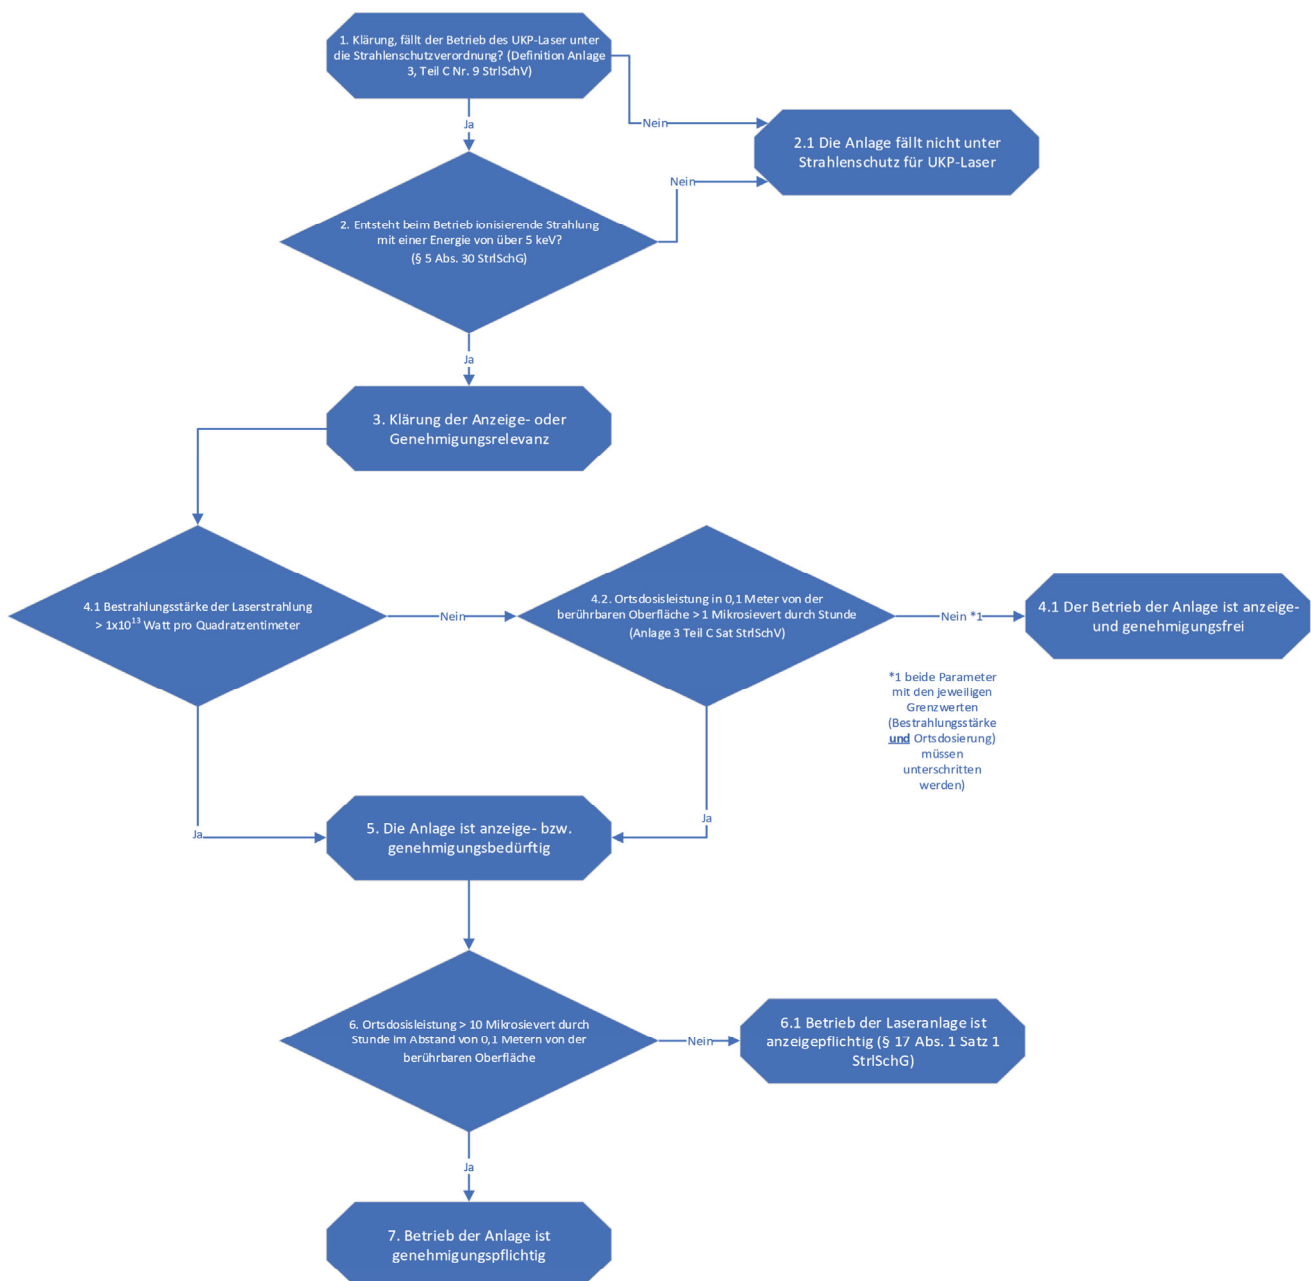 1. Klärung, fällt der Betrieb des UKP-Laser unter
die Strahlenschutzverordnung? (Definition Anlage
3, Teil C Nr. 9 StrlSchV)
Nein
Ja
2.1 Die Anlage fällt nicht unter
Strahlenschutz für UKP-Laser
Nein
2. Entsteht beim Betrieb ionisierende Strahlung
mit einer Energie von über 5 keV?
(§ 5 Abs. 30 StrlSchG)
Ja
3. Klärung der Anzeige- oder
Genehmigungsrelevanz
4.1 Bestrahlungsstärke der Laserstrahlung
> 1x10¹³ Watt pro Quadratzentimeter
Nein
4.2. Ortsdosisleistung in 0,1 Meter von der
berührbaren Oberfläche > 1 Mikrosievert durch Stunde
(Anlage 3 Teil C Sat StrlSchV)
Nein *1
4.1 Der Betrieb der Anlage ist anzeige-
und genehmigungsfrei
*1 beide Parameter
mit den jeweiligen
Grenzwerten
(Bestrahlungsstärke
und Ortsdosierung)
müssen
unterschritten
werden)
Ja
5. Die Anlage ist anzeige- bzw.
genehmigungsbedürftig
Ja
6. Ortsdosisleistung > 10 Mikrosievert durch
Stunde im Abstand von 0,1 Metern von der
berührbaren Oberfläche
Nein
6.1 Betrieb der Laseranlage ist
anzeigepflichtig (§ 17 Abs. 1 Satz 1
StrlSchG)
Ja
7. Betrieb der Anlage ist
genehmigungspflichtig